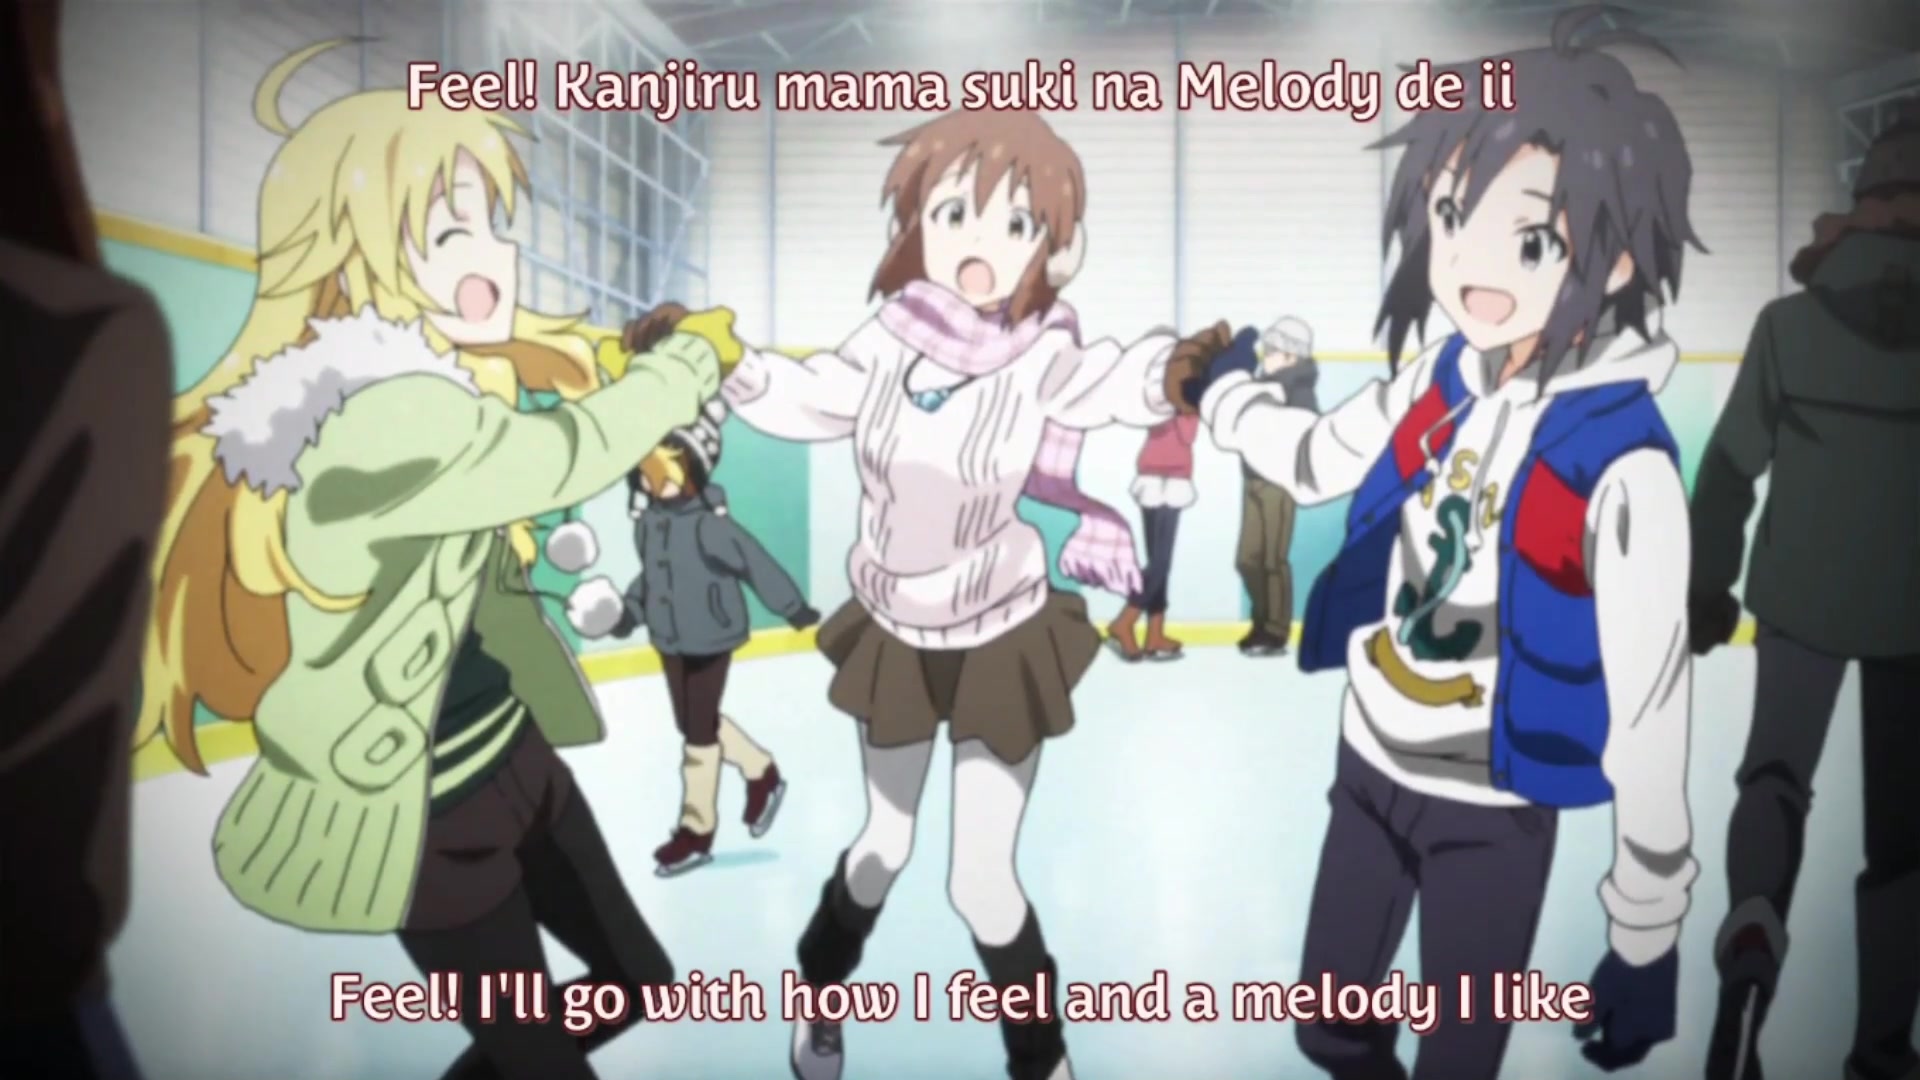 Feel! Kanjiru mama suki na Melody de ii
Feel! I'll go with how I feel and a melody I like